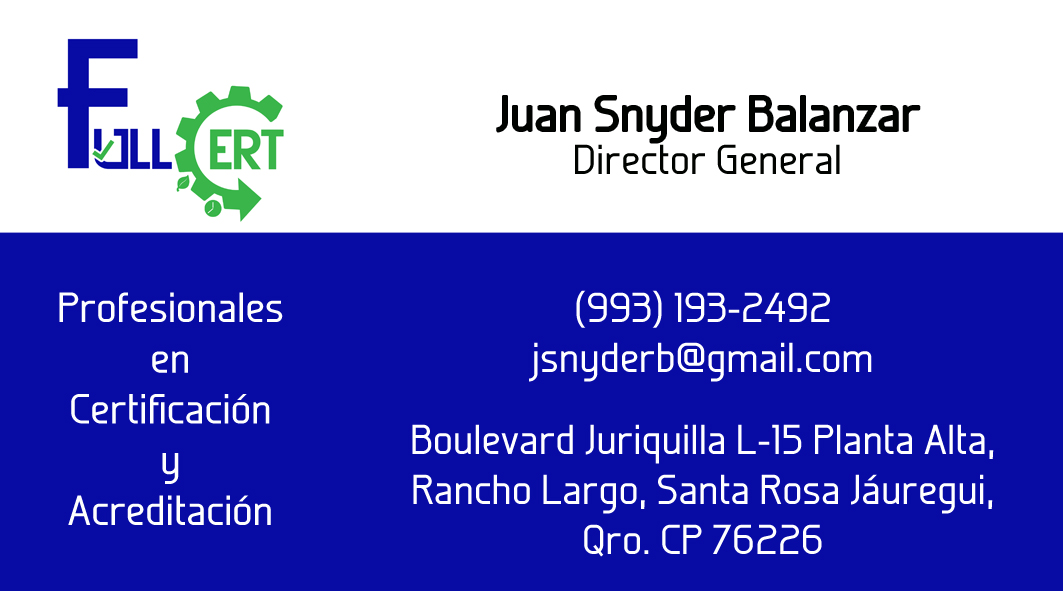 FULL CERT
Juan Snyder Balanzar
Director General
Profesionales
en
Certificación
y
Acreditación
(993) 193-2492
jsnyderb@gmail.com
Boulevard Juriquilla L-15 Planta Alta,
Rancho Largo, Santa Rosa Jáuregui,
Qro. CP 76226